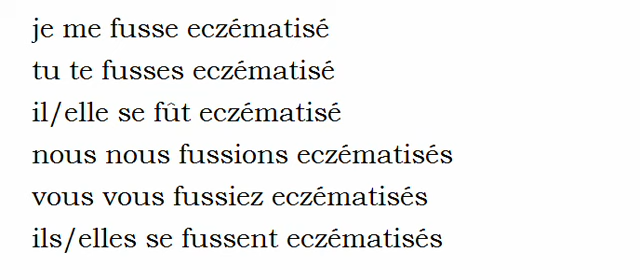 je me fusse eczématisé
tu te fusses eczématisé
il/elle se fût eczématisé
nous nous fussions eczématisés
vous vous fussiez eczématisés
ils/elles se fussent eczématisés